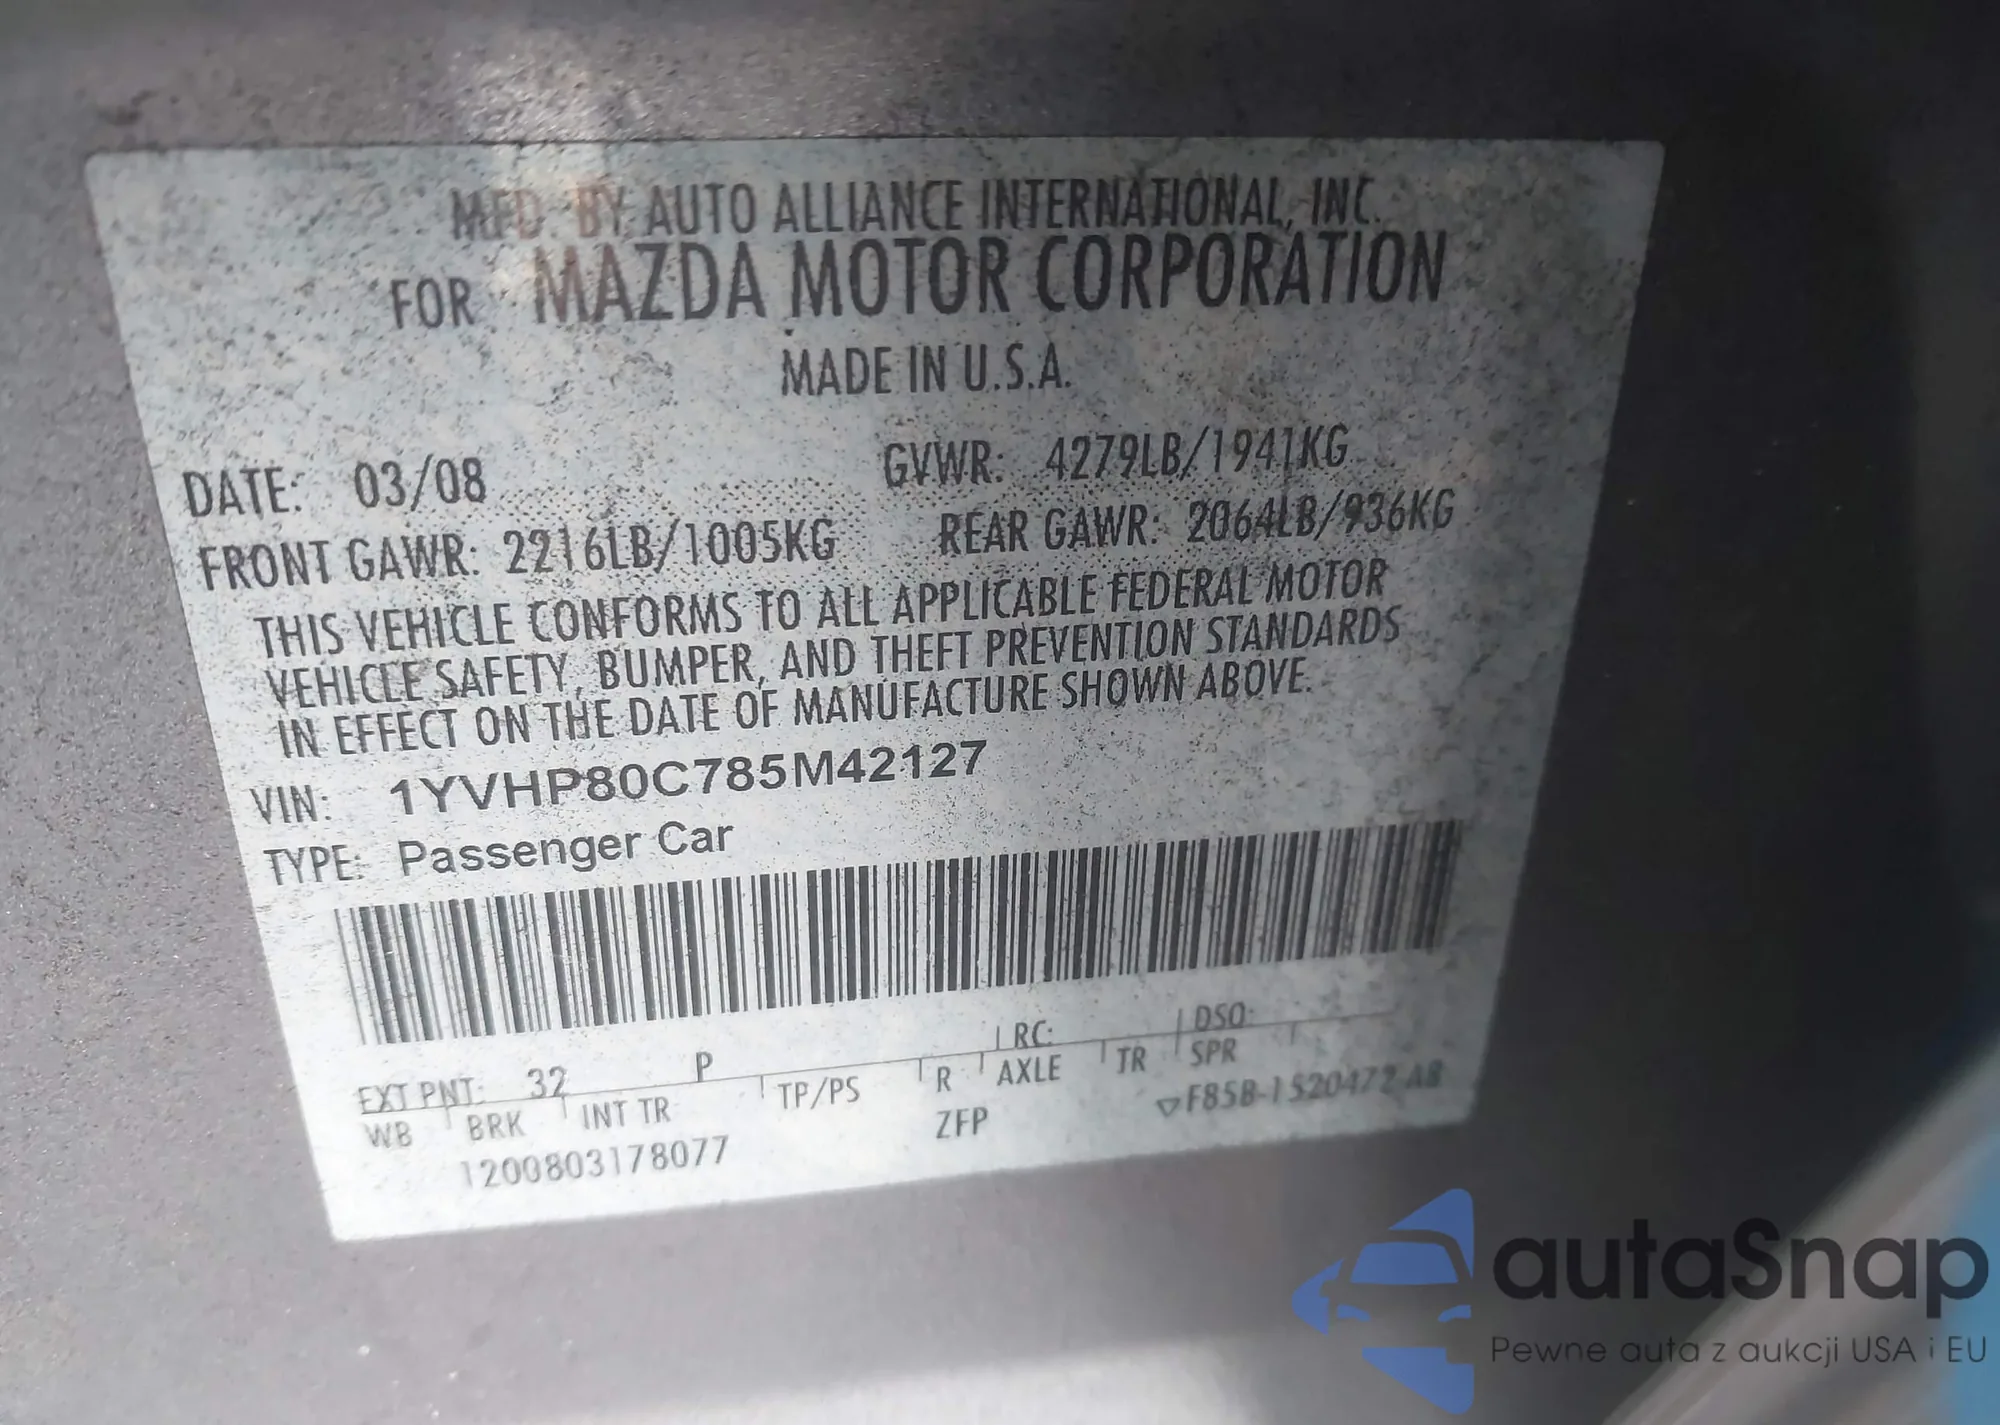 MFD. BY AUTO ALLIANCE INTERNATIONAL, INC.
FOR MAZDA MOTOR CORPORATION
MADE IN U.S.A.
DATE: 03/08 GVWR: 4279LB/1941KG
FRONT GAWR: 2216LB/1005KG REAR GAWR: 2064LB/936KG
THIS VEHICLE CONFORMS TO ALL APPLICABLE FEDERAL MOTOR
VEHICLE SAFETY, BUMPER, AND THEFT PREVENTION STANDARDS
IN EFFECT ON THE DATE OF MANUFACTURE SHOWN ABOVE.
VIN: 1YVHP80C785M42127
TYPE: Passenger Car
EXT PNT: 32 P RC: DSO:
WB BRK INT TR TP/PS R AXLE TR SPR
1200803178077 ZFP F85B-1520472-AB
autaSnap
Pewne auta z aukcji USA i EU